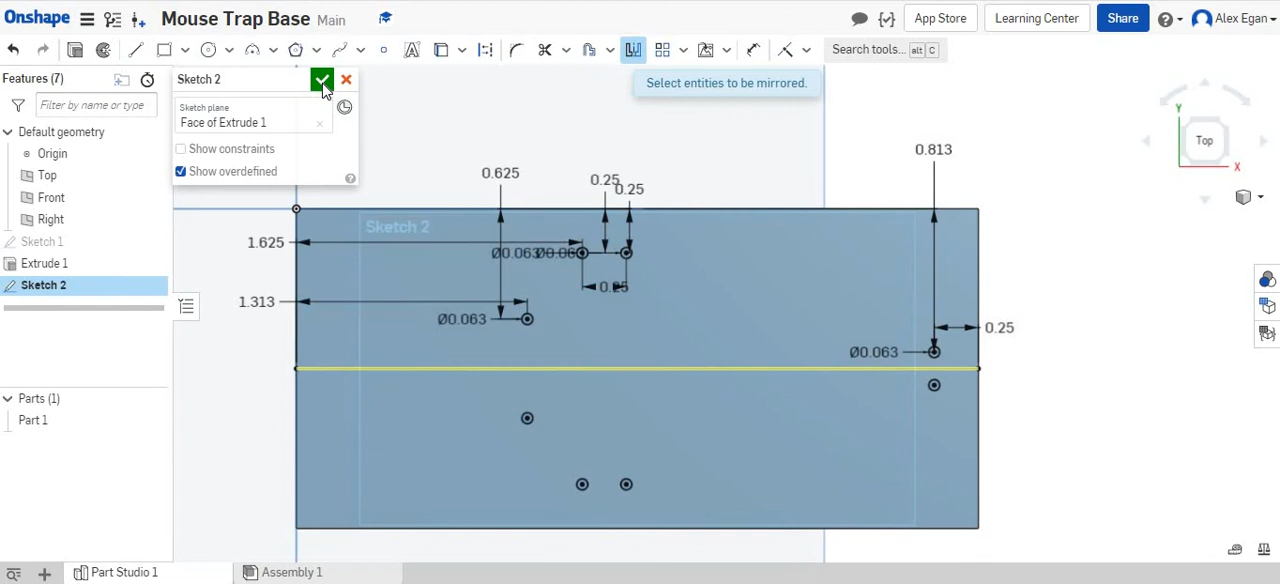 Onshape Mouse Trap Base Main App Store Learning Center Share Alex Egan
Search tools... alt C
Features (7)
Filter by name or type
Default geometry
Origin
Top
Front
Right
Sketch 1
Extrude 1
Sketch 2
Parts (1)
Part 1
Sketch 2
Sketch plane
Face of Extrude 1
Show constraints
Show overdefined
Select entities to be mirrored.
Y
Top
X
0.813
0.625
0.25
0.25
Sketch 2
1.625
Ø0.063
0.25
1.313
Ø0.063
0.25
Ø0.063
Part Studio 1 Assembly 1